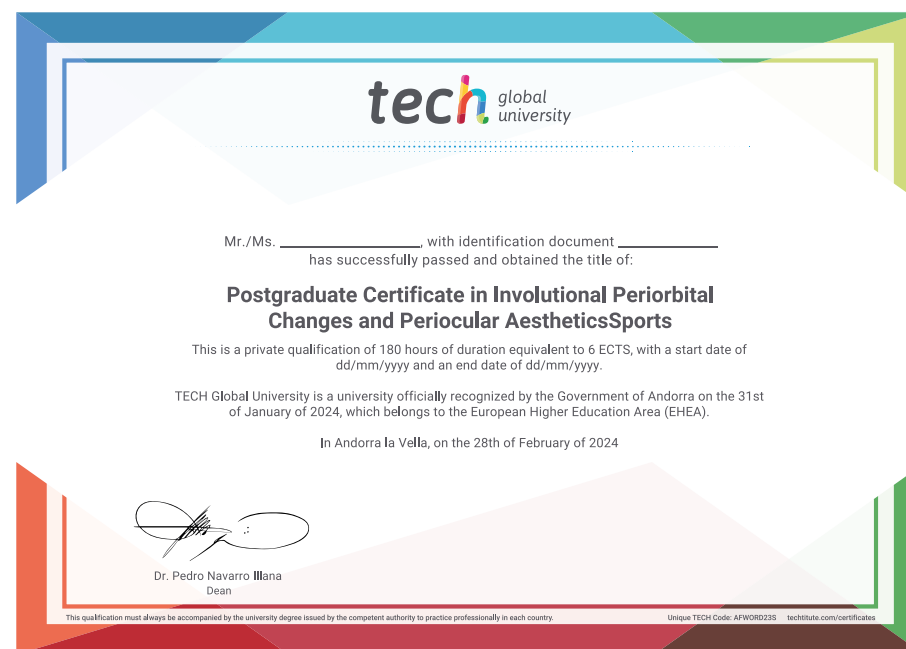 tech global
university
Mr./Ms. ____________, with identification document ____________
has successfully passed and obtained the title of:
Postgraduate Certificate in Involutional Periorbital
Changes and Periocular AestheticsSports
This is a private qualification of 180 hours of duration equivalent to 6 ECTS, with a start date of
dd/mm/yyyy and an end date of dd/mm/yyyy.
TECH Global University is a university officially recognized by the Government of Andorra on the 31st
of January of 2024, which belongs to the European Higher Education Area (EHEA).
In Andorra la Vella, on the 28th of February of 2024
Dr. Pedro Navarro Illana
Dean
This qualification must always be accompanied by the university degree issued by the competent authority to practice professionally in each country. Unique TECH Code: AFWORD23S techtitute.com/certificates